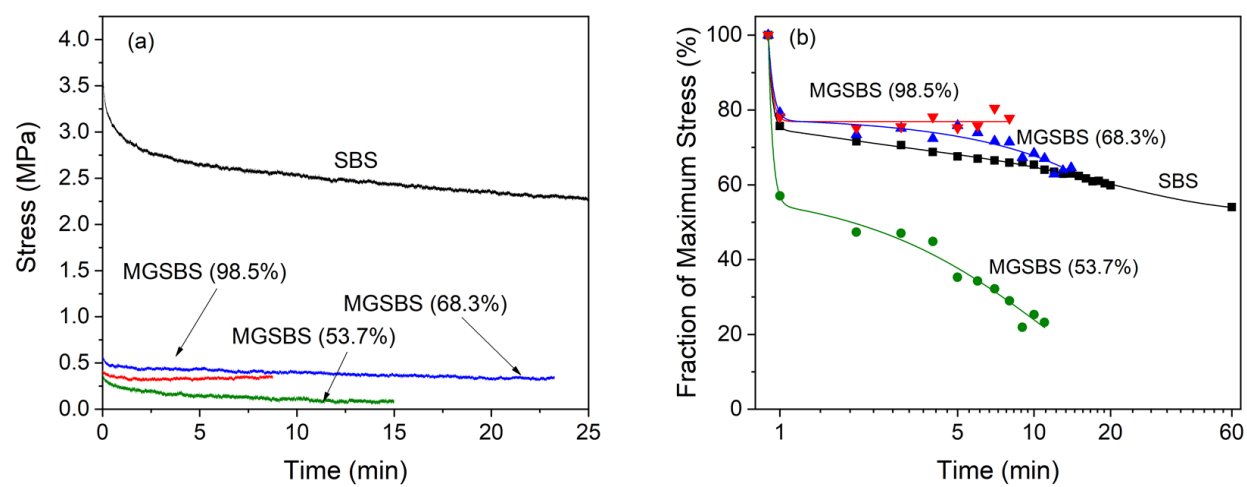 (a)
Stress (MPa)
4.0
3.5
3.0
2.5
2.0
1.5
1.0
0.5
0.0
SBS
MGSBS (98.5%)
MGSBS (68.3%)
MGSBS (53.7%)
0 5 10 15 20 25
Time (min)
(b)
Fraction of Maximum Stress (%)
100
80
60
40
20
0
MGSBS (98.5%)
MGSBS (68.3%)
SBS
MGSBS (53.7%)
1 5 10 20 60
Time (min)